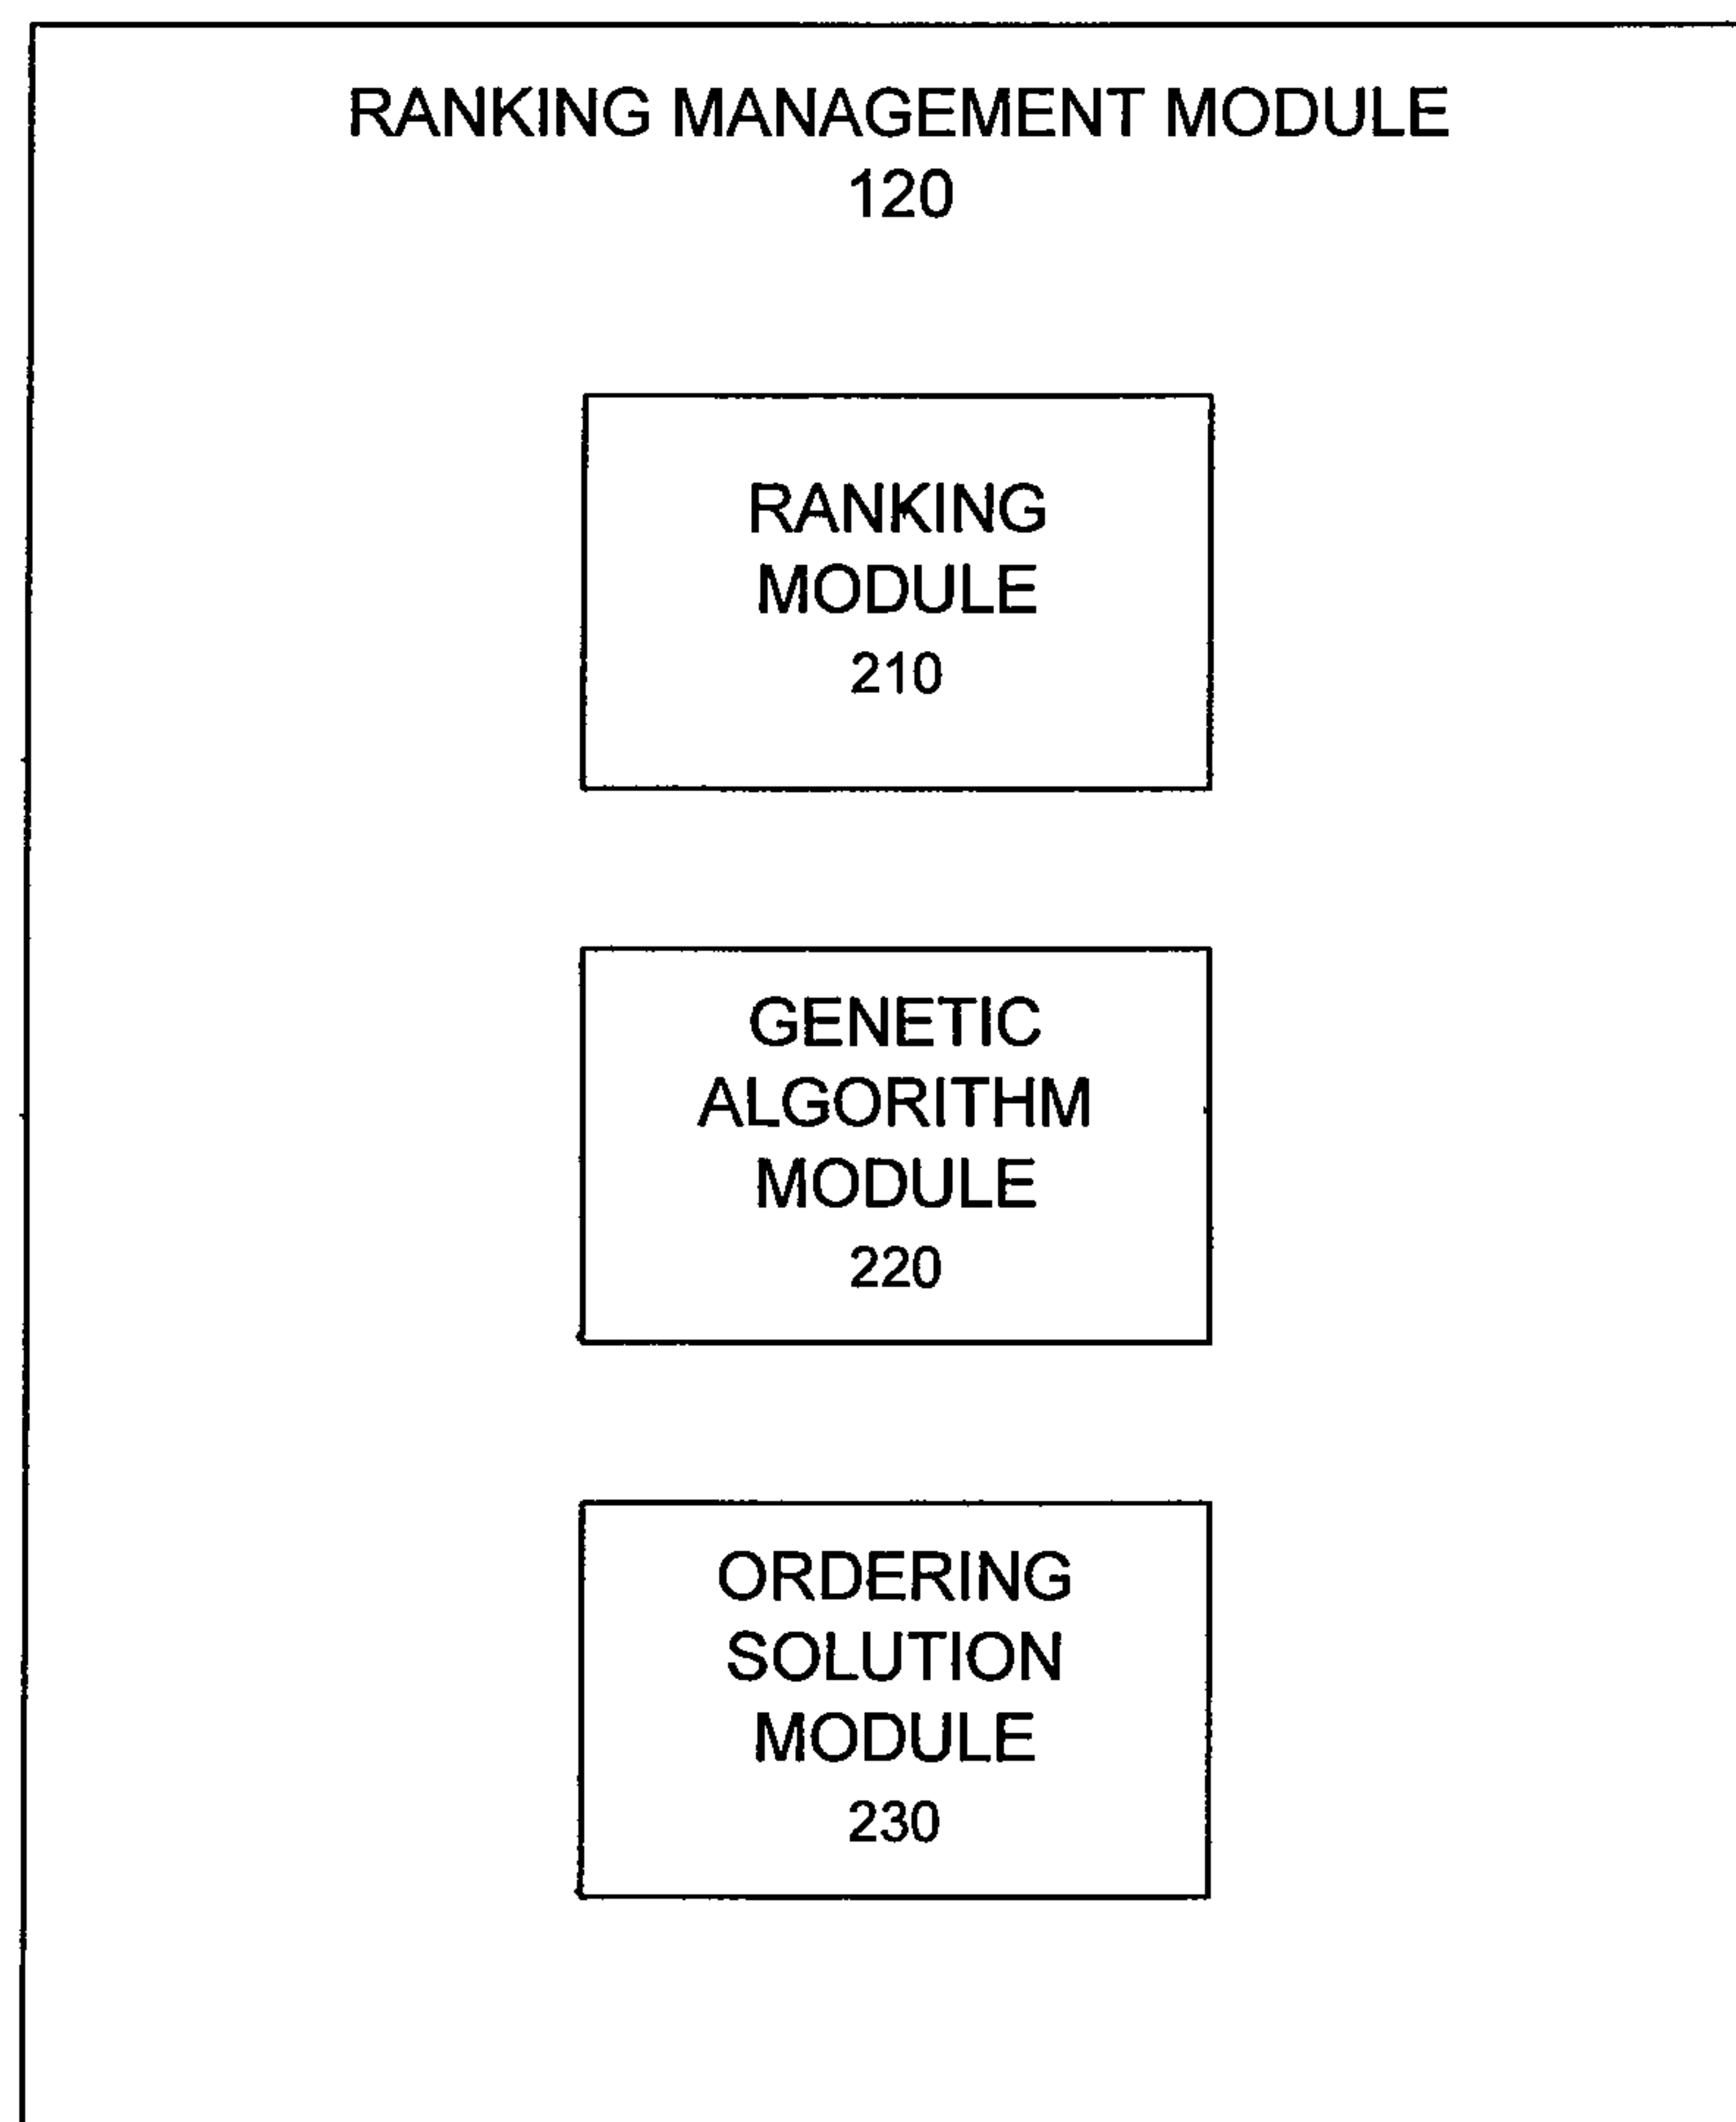 RANKING MANAGEMENT MODULE
120
RANKING
MODULE
210
GENETIC
ALGORITHM
MODULE
220
ORDERING
SOLUTION
MODULE
230